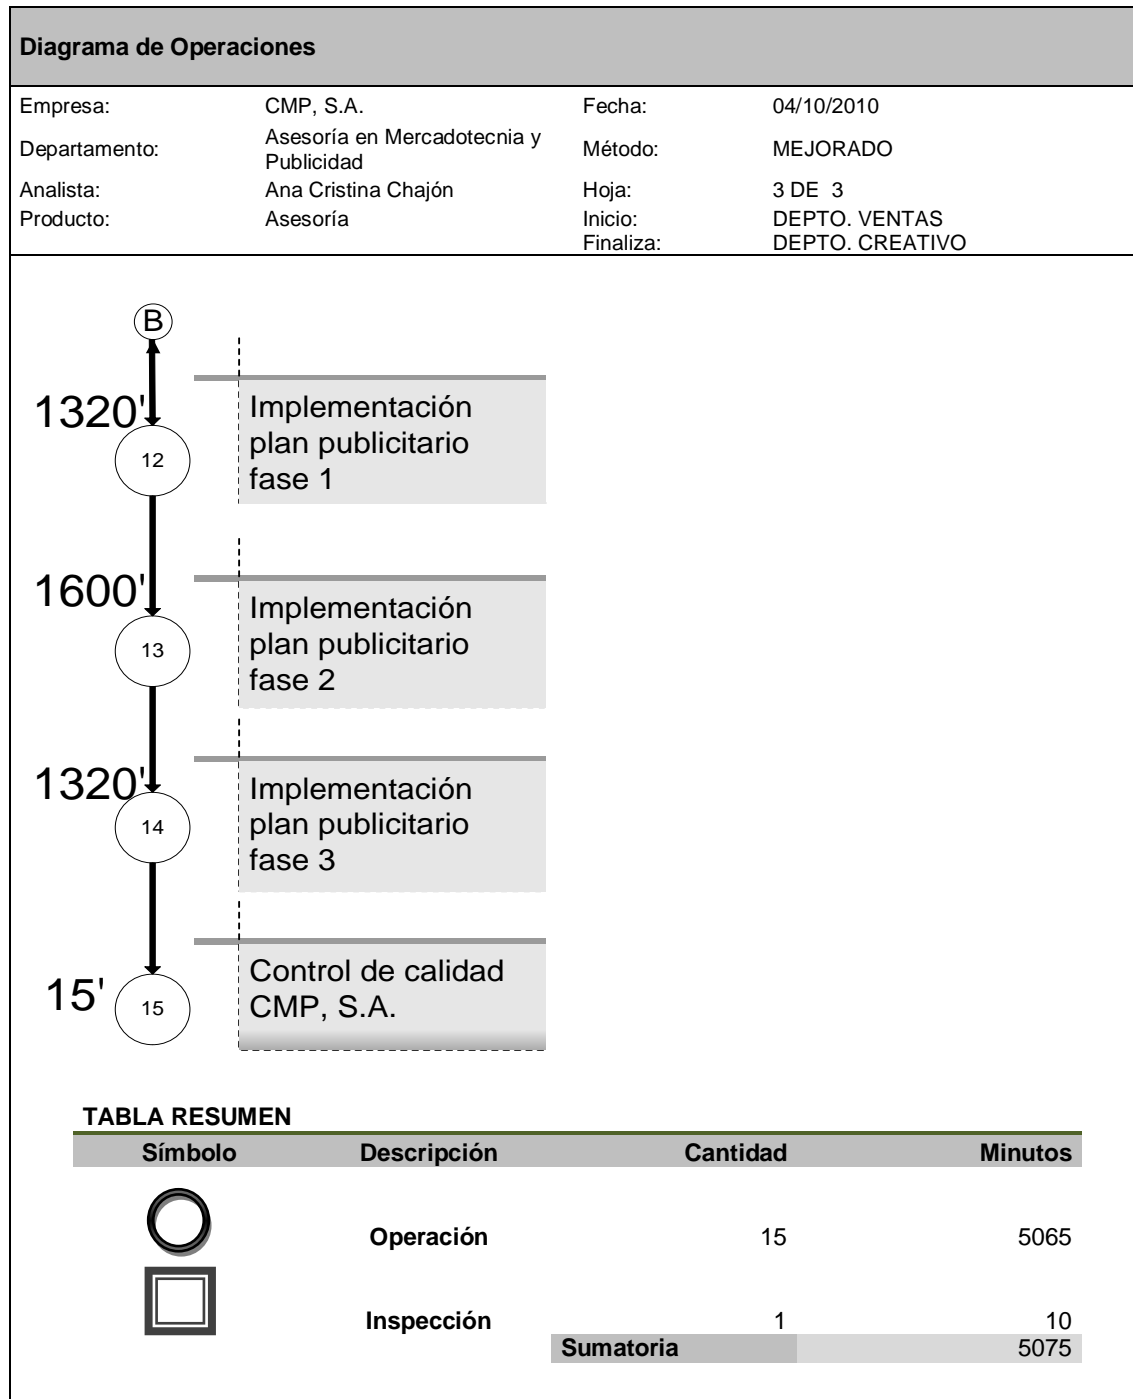 Diagrama de Operaciones
Empresa: CMP, S.A. Fecha: 04/10/2010
Departamento: Asesoría en Mercadotecnia y Publicidad Método: MEJORADO
Analista: Ana Cristina Chajón Hoja: 3 DE 3
Producto: Asesoría Inicio: DEPTO. VENTAS
Finaliza: DEPTO. CREATIVO
B
1320'
12
Implementación
plan publicitario
fase 1
1600'
13
Implementación
plan publicitario
fase 2
1320'
14
Implementación
plan publicitario
fase 3
15'
15
Control de calidad
CMP, S.A.
TABLA RESUMEN
Símbolo Descripción Cantidad Minutos
Operación 15 5065
Inspección 1 10
Sumatoria 5075